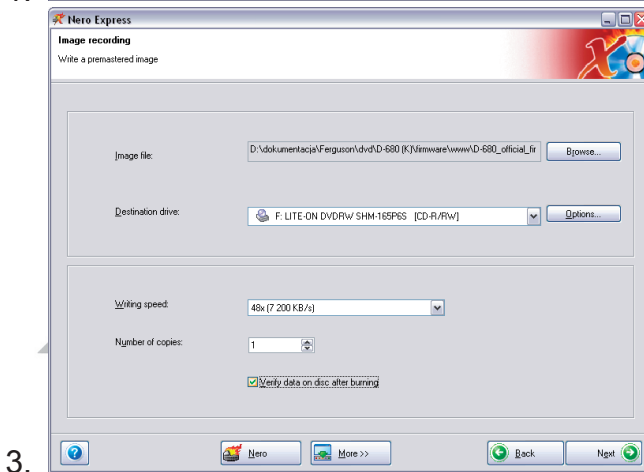 Nero Express
Image recording
Write a premastered image
Image file:
D:\dokumentacja\Ferguson\dvd\D-680 (K)\firmware\www\D-680_official_fir
Browse...
Destination drive:
F: LITE-ON DVDRW SHM-165P6S [CD-R/RW]
Options...
Writing speed:
48x (7 200 KB/s)
Number of copies:
1
Verify data on disc after burning
3.
Nero
More >>
Back
Next